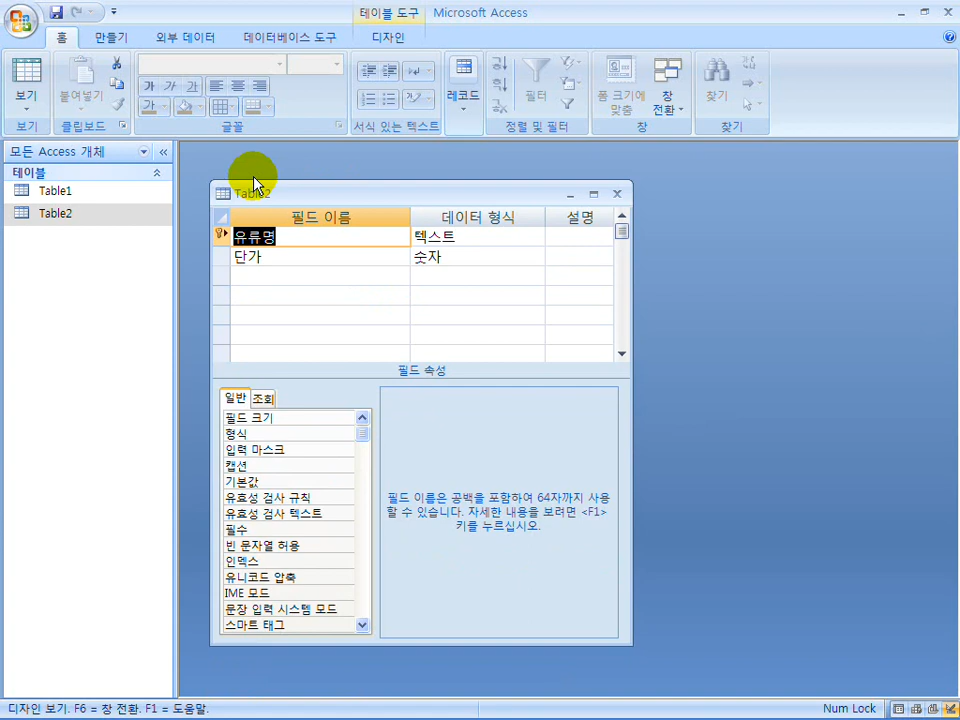 테이블 도구
Microsoft Access
홈
만들기
외부 데이터
데이터베이스 도구
디자인
보기
붙여넣기
가 가 가
가
레코드
필터
폼 크기에
맞춤
창
전환
찾기
보기
클립보드
글꼴
서식 있는 텍스트
정렬 및 필터
창
찾기
모든 Access 개체
테이블
Table1
Table2
Table2
필드 이름
데이터 형식
설명
유류명
텍스트
단가
숫자
필드 속성
일반
조회
필드 크기
형식
입력 마스크
캡션
기본값
유효성 검사 규칙
유효성 검사 텍스트
필수
빈 문자열 허용
인덱스
유니코드 압축
IME 모드
문장 입력 시스템 모드
스마트 태그
필드 이름은 공백을 포함하여 64자까지 사용
할 수 있습니다. 자세한 내용을 보려면 <F1>
키를 누르십시오.
디자인 보기. F6 = 창 전환. F1 = 도움말.
Num Lock